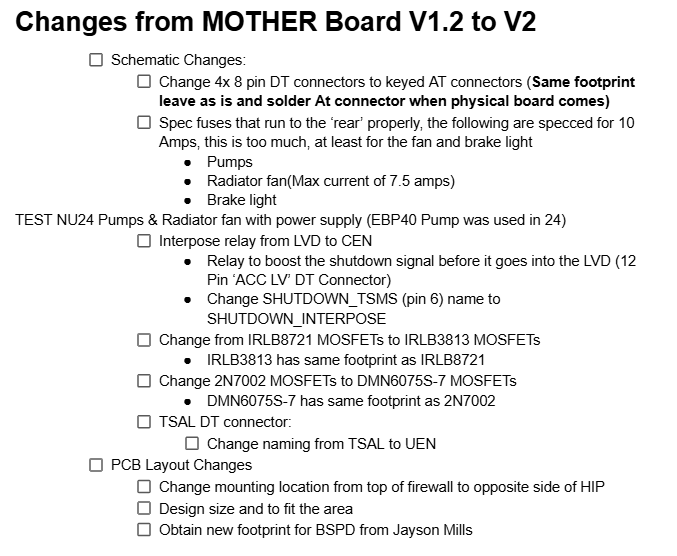 Changes from MOTHER Board V1.2 to V2
Schematic Changes:
Change 4x 8 pin DT connectors to keyed AT connectors (Same footprint
leave as is and solder At connector when physical board comes)
Spec fuses that run to the ‘rear’ properly, the following are specced for 10
Amps, this is too much, at least for the fan and brake light
Pumps
Radiator fan(Max current of 7.5 amps)
Brake light
TEST NU24 Pumps & Radiator fan with power supply (EBP40 Pump was used in 24)
Interpose relay from LVD to CEN
Relay to boost the shutdown signal before it goes into the LVD (12
Pin ‘ACC LV’ DT Connector)
Change SHUTDOWN_TSMS (pin 6) name to
SHUTDOWN_INTERPOSE
Change from IRLB8721 MOSFETs to IRLB3813 MOSFETs
IRLB3813 has same footprint as IRLB8721
Change 2N7002 MOSFETs to DMN6075S-7 MOSFETs
DMN6075S-7 has same footprint as 2N7002
TSAL DT connector:
Change naming from TSAL to UEN
PCB Layout Changes
Change mounting location from top of firewall to opposite side of HIP
Design size and to fit the area
Obtain new footprint for BSPD from Jayson Mills